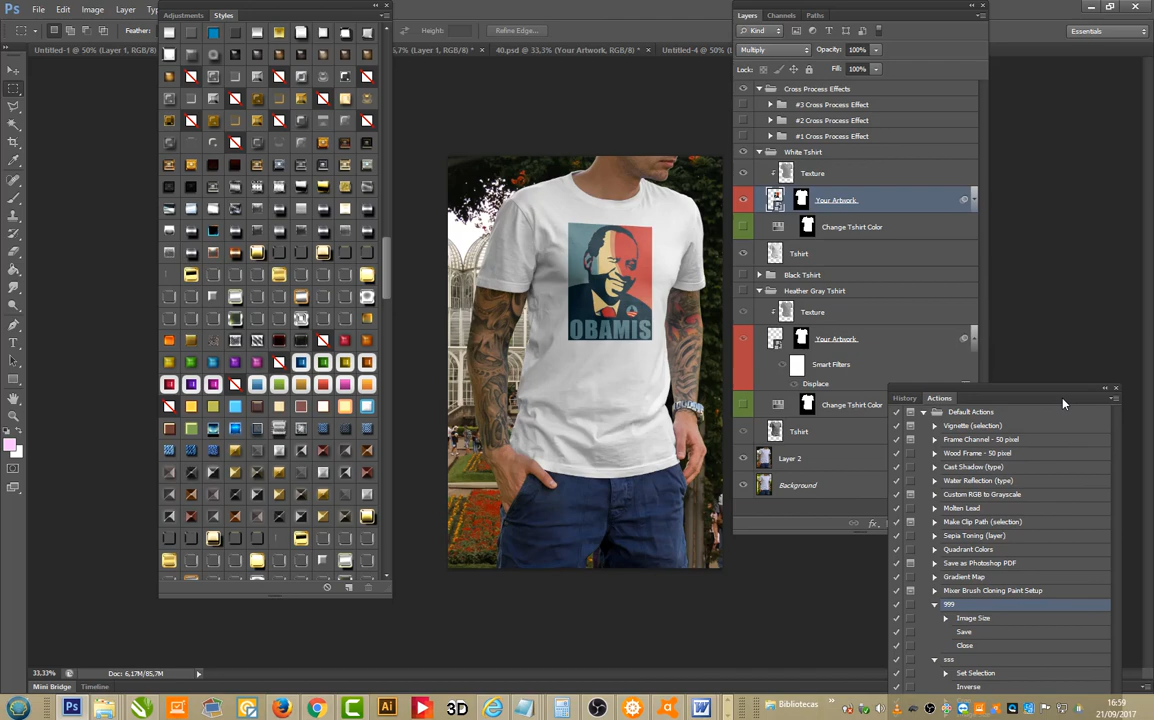 Ps File Edit Image Layer
Feather: Height: Refine Edge... Essentials
Untitled-1 @ 50% (Layer 1, RGB/8) 6,7% (Layer 1, RGB/8) * × 40.psd @ 33,3% (Your Artwork, RGB/8) * × Untitled-4 @ 50% (
Adjustments Styles
Layers Channels Paths
Kind
Multiply Opacity: 100%
Lock: Fill: 100%
Cross Process Effects
#3 Cross Process Effect
#2 Cross Process Effect
#1 Cross Process Effect
White Tshirt
Texture
Your Artwork
Change Tshirt Color
Tshirt
Black Tshirt
Heather Gray Tshirt
Texture
Your Artwork
Smart Filters
Displace
Change Tshirt Color
Tshirt
Layer 2
Background
fx
OBAMIS
History Actions
Default Actions
Vignette (selection)
Frame Channel - 50 pixel
Wood Frame - 50 pixel
Cast Shadow (type)
Water Reflection (type)
Custom RGB to Grayscale
Molten Lead
Make Clip Path (selection)
Sepia Toning (layer)
Quadrant Colors
Save as Photoshop PDF
Gradient Map
Mixer Brush Cloning Paint Setup
999
Image Size
Save
Close
sss
Set Selection
Inverse
33,33% Doc: 6,17M/85,7M
Mini Bridge Timeline
Ps Ai 3D W Bibliotecas »
16:59
21/09/2017